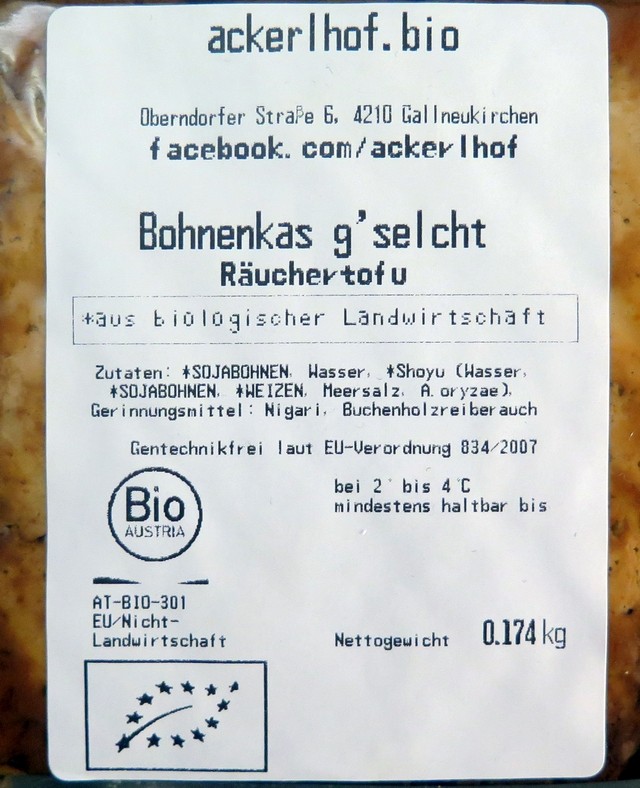 ackerlhof.bio
Oberndorfer Straße 6, 4210 Gallneukirchen
facebook.com/ackerlhof
Bohnenkas g'selcht
Räuchertofu
*aus biologischer Landwirtschaft
Zutaten: *SOJABOHNEN, Wasser, *Shoyu (Wasser,
*SOJABOHNEN, *WEIZEN, Meersalz, A.oryzae),
Gerinnungsmittel: Nigari, Buchenholzreiberauch
Gentechnikfrei laut EU-Verordnung 834/2007
Bio
AUSTRIA
bei 2° bis 4°C
mindestens haltbar bis
AT-BIO-301
EU/Nicht-
Landwirtschaft
Nettogewicht 0.174 kg